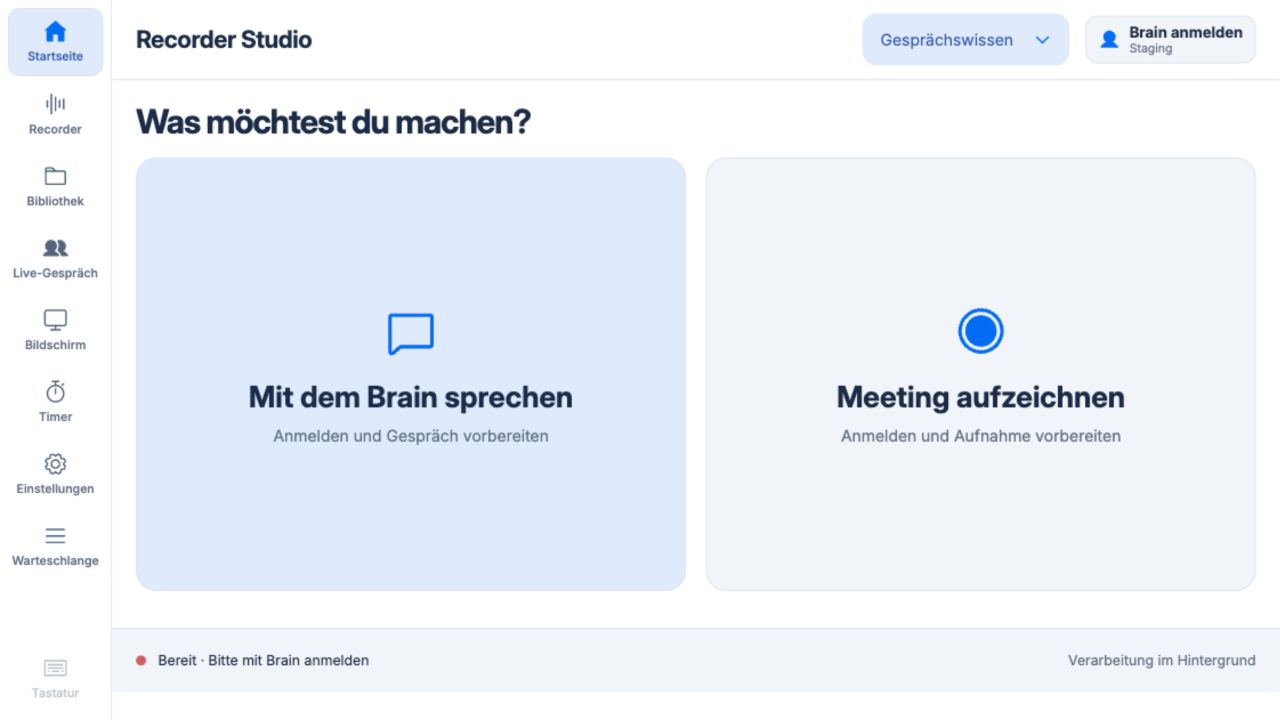 Startseite
Recorder
Bibliothek
Live-Gespräch
Bildschirm
Timer
Einstellungen
Warteschlange
Tastatur
Recorder Studio
Gesprächswissen
Brain anmelden
Staging
Was möchtest du machen?
Mit dem Brain sprechen
Anmelden und Gespräch vorbereiten
Meeting aufzeichnen
Anmelden und Aufnahme vorbereiten
Bereit · Bitte mit Brain anmelden
Verarbeitung im Hintergrund